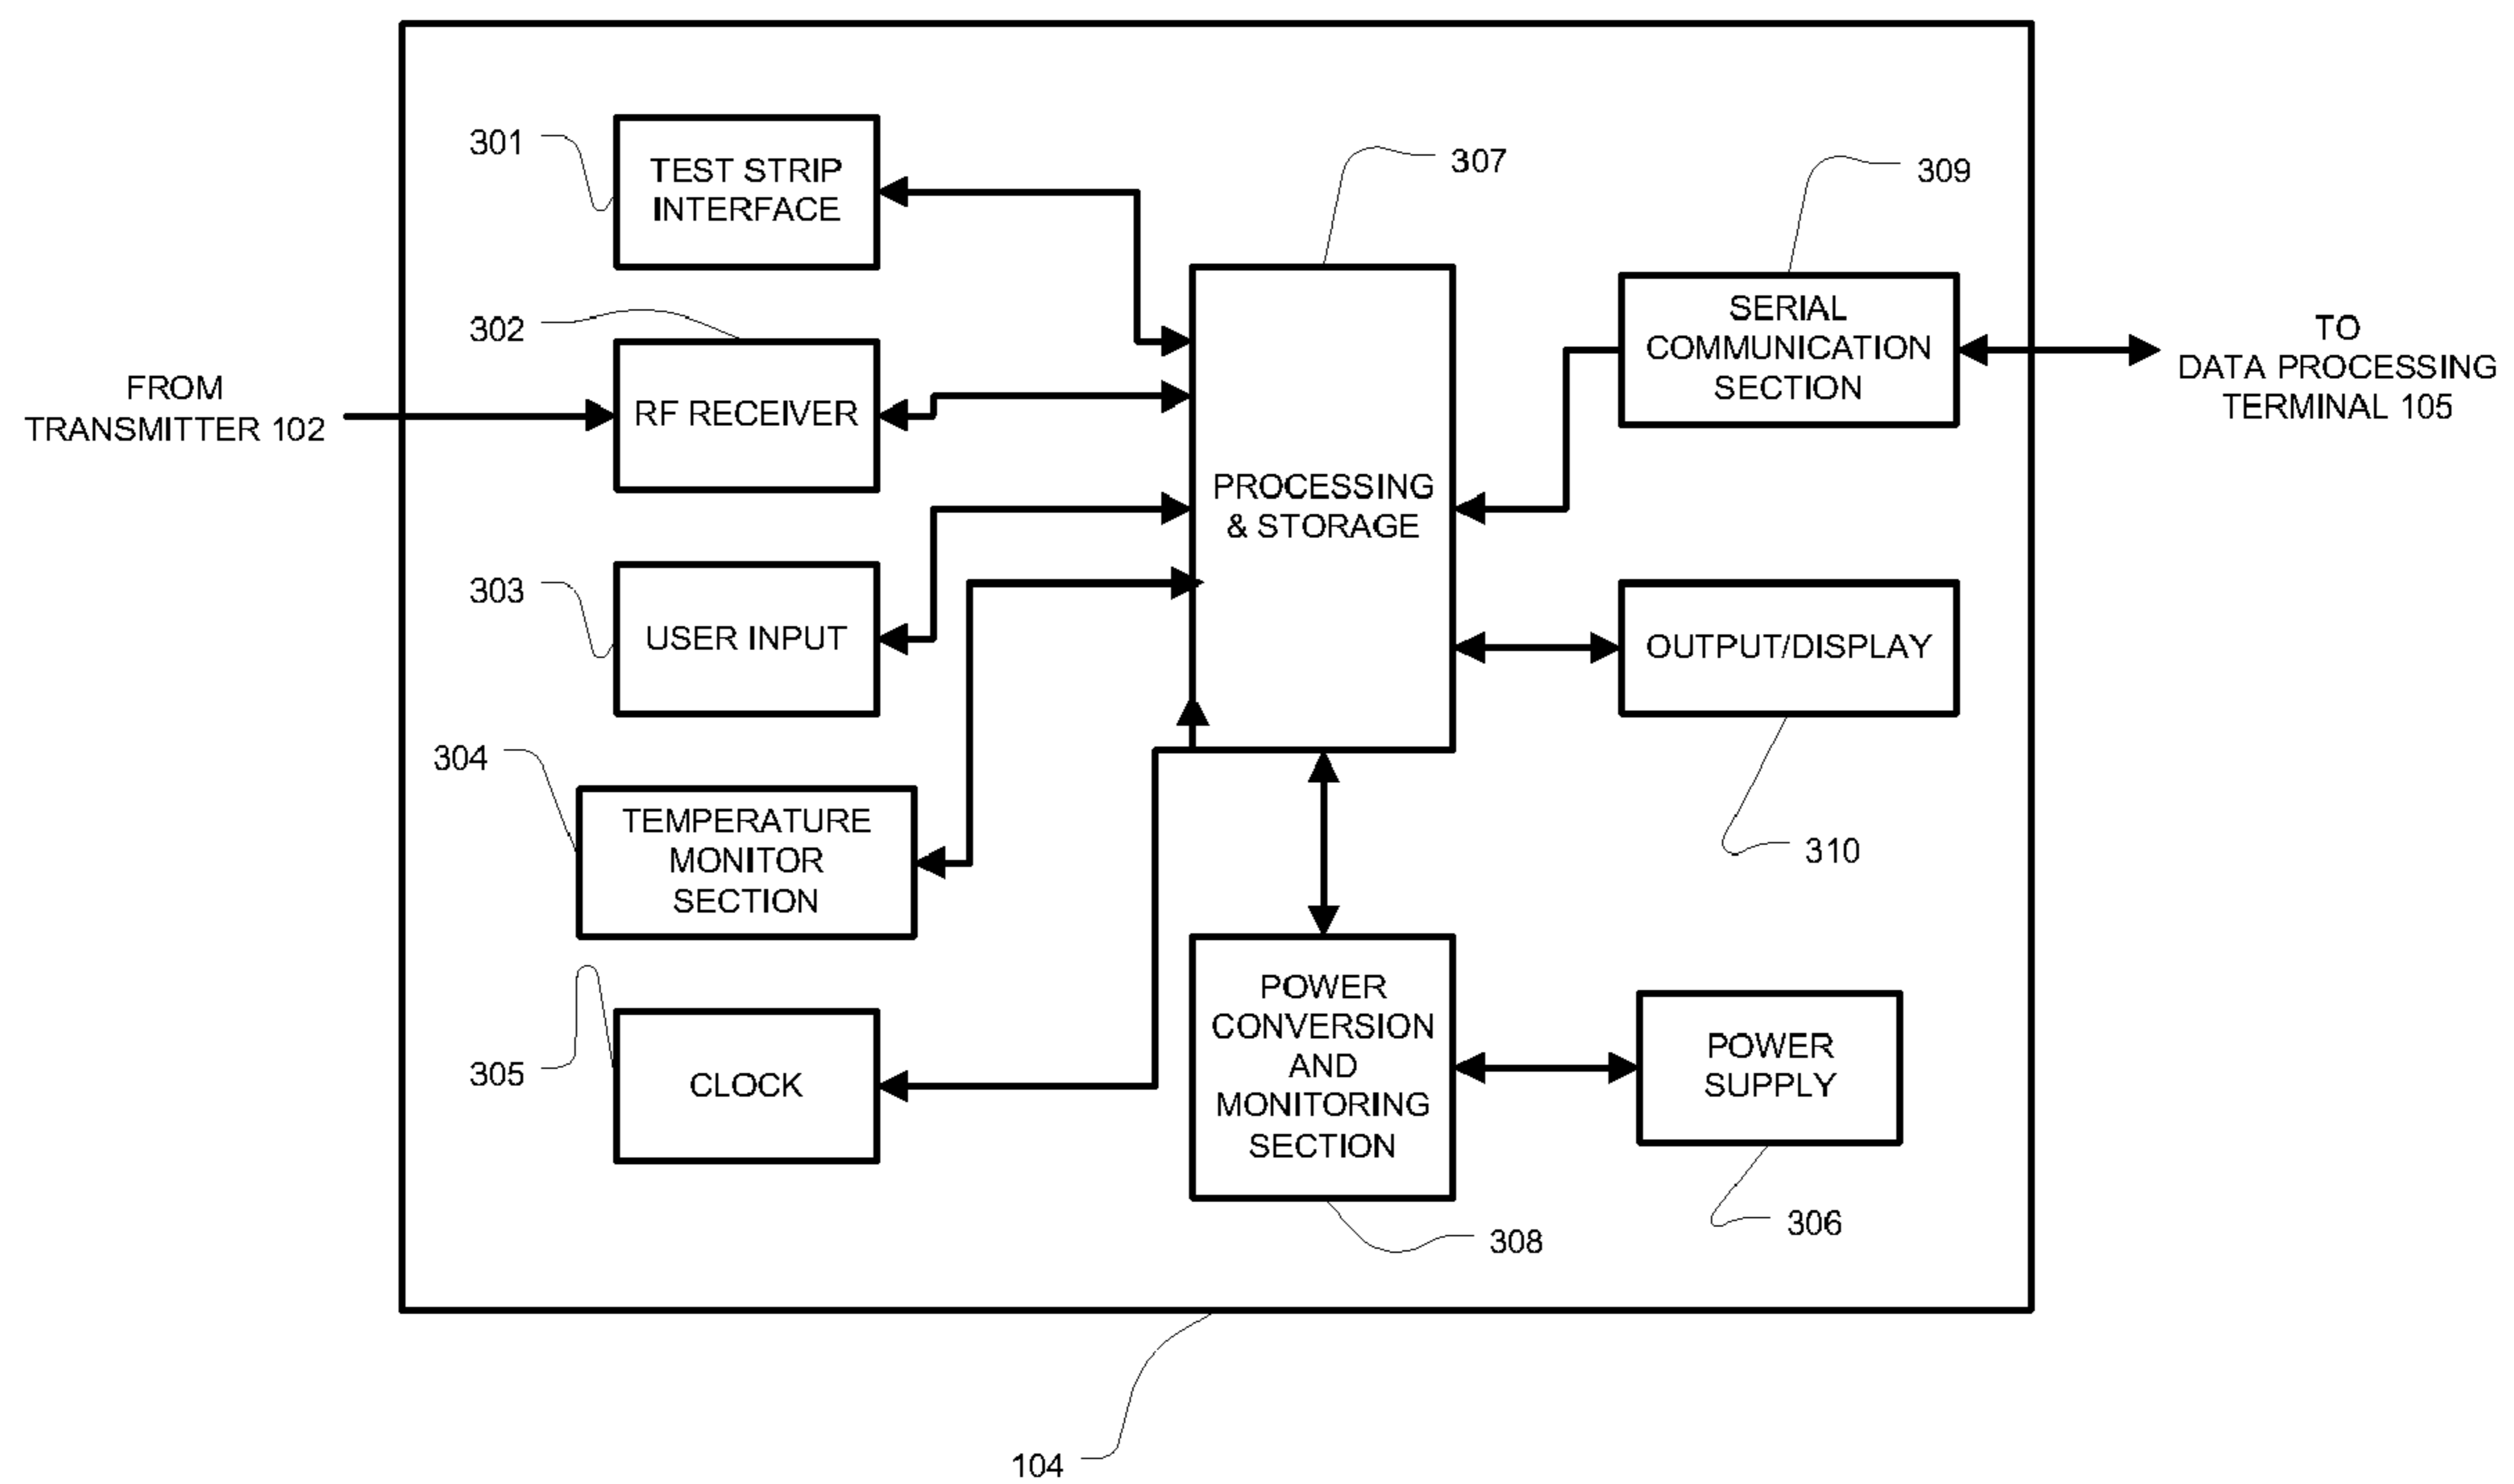 301
TEST STRIP
INTERFACE
307
309
302
SERIAL
COMMUNICATION
SECTION
TO
DATA PROCESSING
TERMINAL 105
FROM
TRANSMITTER 102
RF RECEIVER
PROCESSING
& STORAGE
303
USER INPUT
OUTPUT/DISPLAY
304
TEMPERATURE
MONITOR
SECTION
310
305
CLOCK
POWER
CONVERSION
AND
MONITORING
SECTION
POWER
SUPPLY
308
306
104